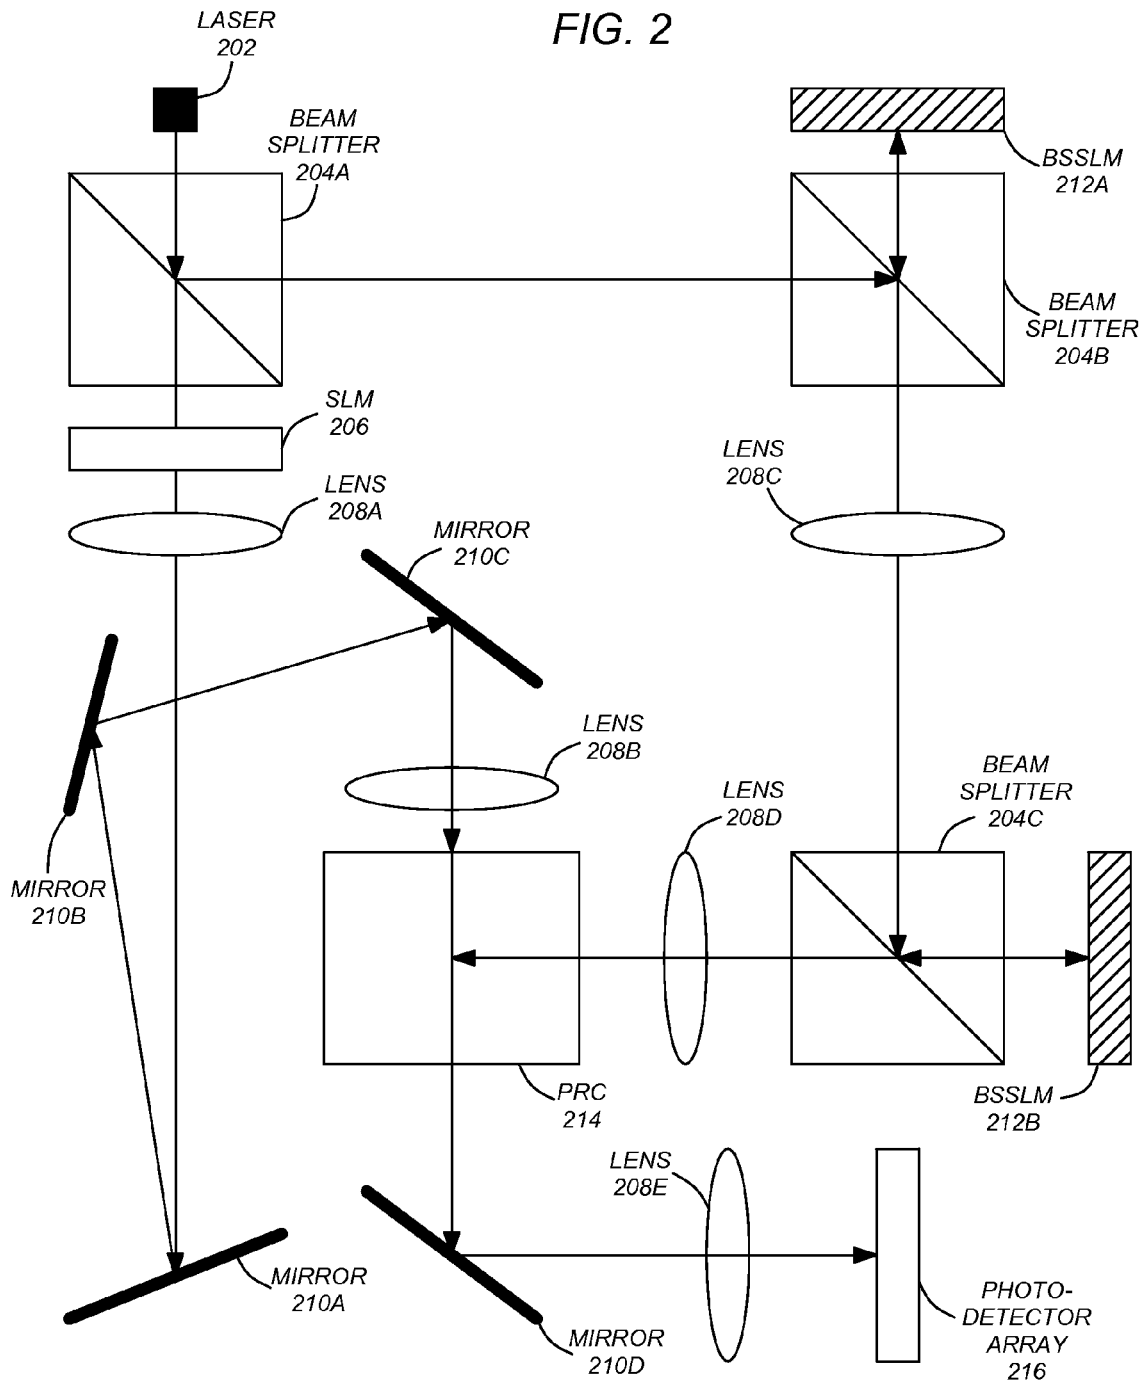 FIG. 2
LASER
202
BEAM
SPLITTER
204A
BSSLM
212A
BEAM
SPLITTER
204B
SLM
206
LENS
208A
LENS
208C
MIRROR
210C
LENS
208B
BEAM
SPLITTER
204C
LENS
208D
MIRROR
210B
PRC
214
BSSLM
212B
LENS
208E
MIRROR
210A
MIRROR
210D
PHOTO-
DETECTOR
ARRAY
216